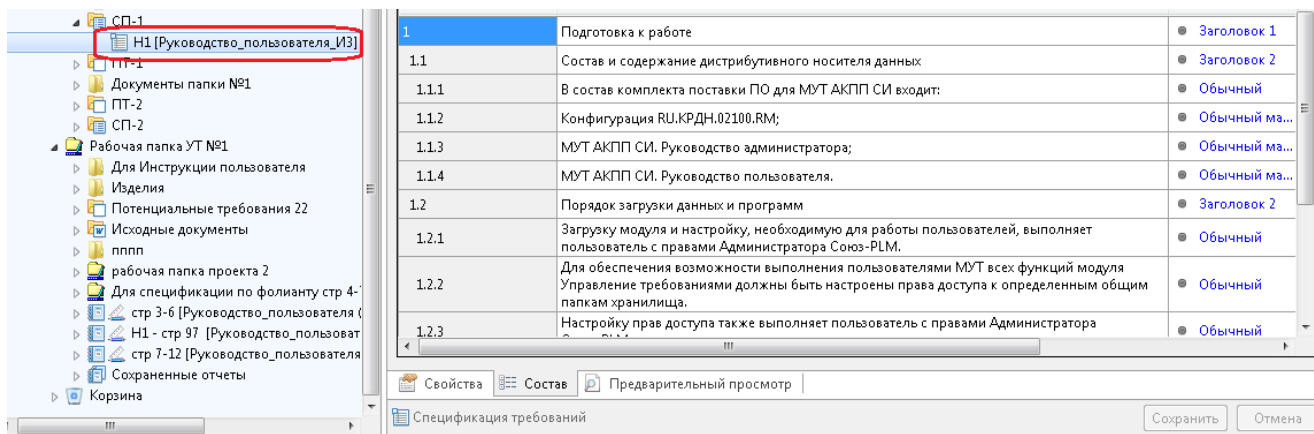 СП-1
Н1 [Руководство_пользователя_ИЗ]
ПТ-1
Документы папки №1
ПТ-2
СП-2
Рабочая папка УТ №1
Для Инструкции пользователя
Изделия
Потенциальные требования 22
Исходные документы
пппп
рабочая папка проекта 2
Для спецификации по фолианту стр 4-
стр 3-6 [Руководство_пользователя (
Н1 - стр 97 [Руководство_пользоват
стр 7-12 [Руководство_пользователя
Сохраненные отчеты
Корзина
1 Подготовка к работе Заголовок 1
1.1 Состав и содержание дистрибутивного носителя данных Заголовок 2
1.1.1 В состав комплекта поставки ПО для МУТ АКПП СИ входит: Обычный
1.1.2 Конфигурация RU.КРДН.02100.RM; Обычный ма...
1.1.3 МУТ АКПП СИ. Руководство администратора; Обычный ма...
1.1.4 МУТ АКПП СИ. Руководство пользователя. Обычный ма...
1.2 Порядок загрузки данных и программ Заголовок 2
1.2.1 Загрузку модуля и настройку, необходимую для работы пользователей, выполняет Обычный
пользователь с правами Администратора Союз-PLM.
Для обеспечения возможности выполнения пользователями МУТ всех функций модуля
1.2.2 Управление требованиями должны быть настроены права доступа к определенным общим Обычный
папкам хранилища.
1.2.3 Настройку прав доступа также выполняет пользователь с правами Администратора Обычный
Свойства Состав Предварительный просмотр
Спецификация требований Сохранить Отмена